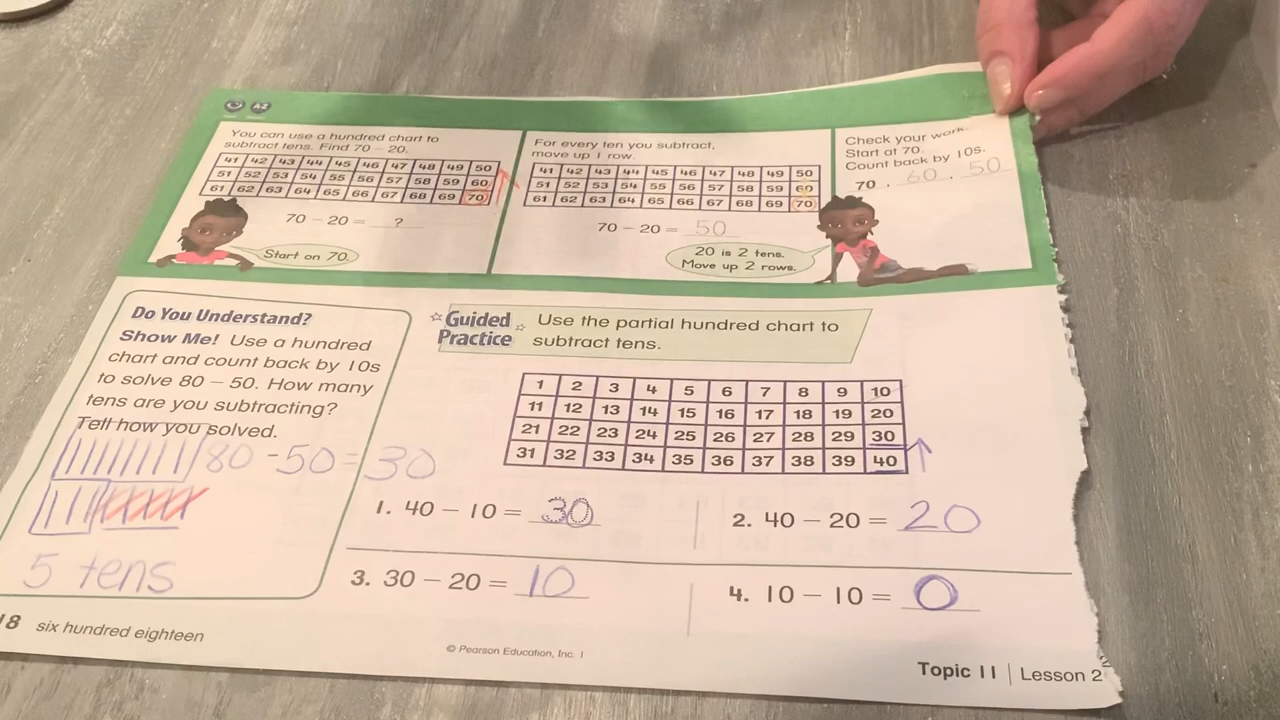 A-Z
You can use a hundred chart to
subtract tens. Find 70 – 20.
41 42 43 44 45 46 47 48 49 50
51 52 53 54 55 56 57 58 59 60
61 62 63 64 65 66 67 68 69 70
70 – 20 = ?
Start on 70.
For every ten you subtract,
move up 1 row.
41 42 43 44 45 46 47 48 49 50
51 52 53 54 55 56 57 58 59 60
61 62 63 64 65 66 67 68 69 70
70 – 20 = 50
20 is 2 tens.
Move up 2 rows.
Check your work.
Start at 70.
Count back by 10s.
70 , 60 , 50
Do You Understand?
Show Me! Use a hundred
chart and count back by 10s
to solve 80 – 50. How many
tens are you subtracting?
Tell how you solved.
80 - 50 = 30
5 tens
Guided
Practice
Use the partial hundred chart to
subtract tens.
1 2 3 4 5 6 7 8 9 10
11 12 13 14 15 16 17 18 19 20
21 22 23 24 25 26 27 28 29 30
31 32 33 34 35 36 37 38 39 40
1. 40 – 10 = 30
2. 40 – 20 = 20
3. 30 – 20 = 10
4. 10 – 10 = 0
18 six hundred eighteen
© Pearson Education, Inc. 1
Topic 11 | Lesson 2